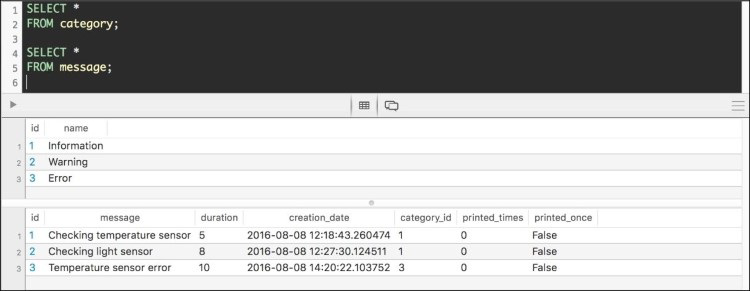 1 SELECT *
2 FROM category;
3
4 SELECT *
5 FROM message;
6
id name
1 1 Information
2 2 Warning
3 3 Error
id message duration creation_date category_id printed_times printed_once
1 1 Checking temperature sensor 5 2016-08-08 12:18:43.260474 1 0 False
2 2 Checking light sensor 8 2016-08-08 12:27:30.124511 1 0 False
3 3 Temperature sensor error 10 2016-08-08 14:20:22.103752 3 0 False